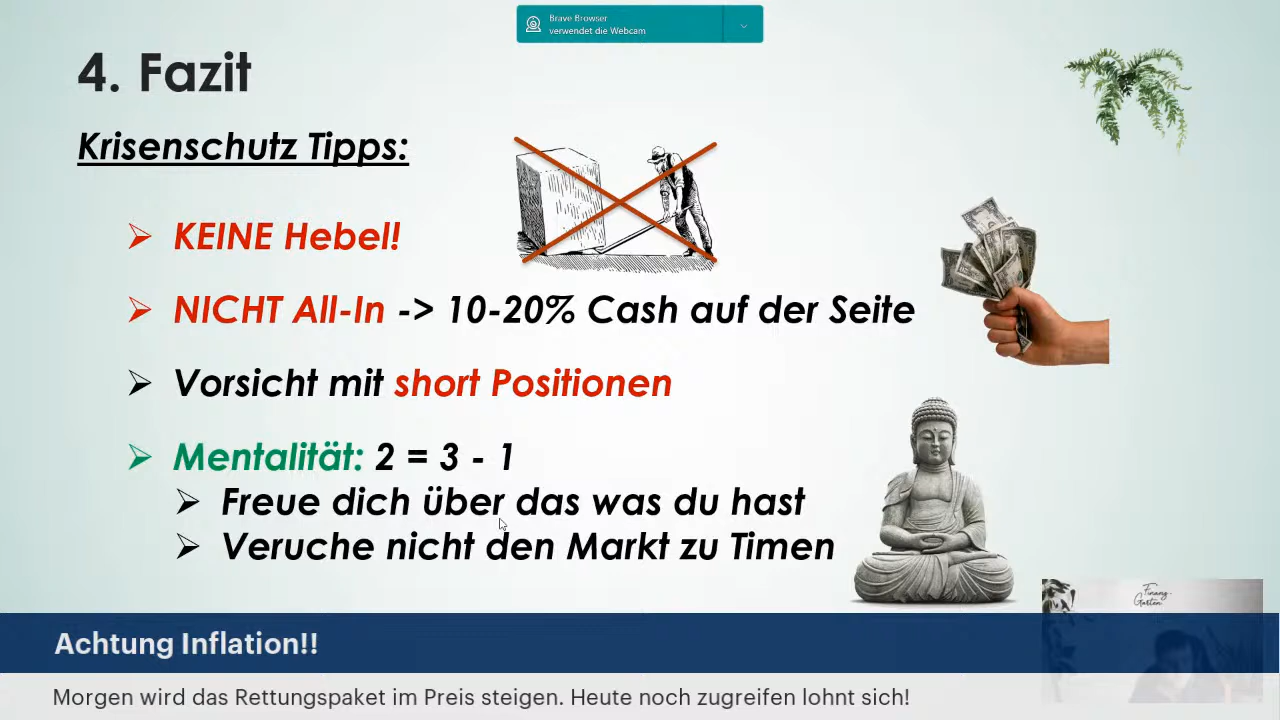 Brave Browser
verwendet die Webcam
4. Fazit
Krisenschutz Tipps:
KEINE Hebel!
NICHT All-In -> 10-20% Cash auf der Seite
Vorsicht mit short Positionen
Mentalität: 2 = 3 - 1
Freue dich über das was du hast
Veruche nicht den Markt zu Timen
Finanz-
Garten
Achtung Inflation!!
Morgen wird das Rettungspaket im Preis steigen. Heute noch zugreifen lohnt sich!